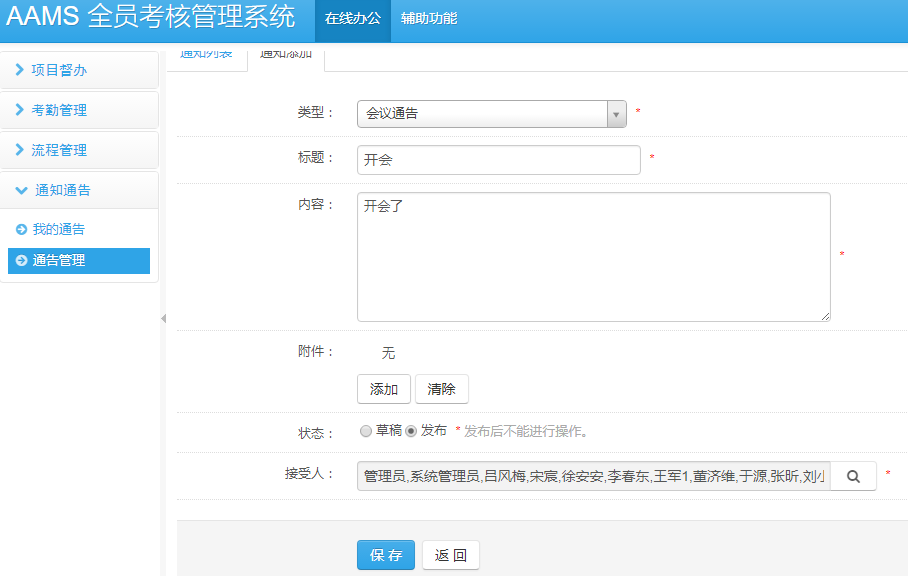 AAMS 全员考核管理系统 在线办公 辅助功能
通知列表 通知添加
项目督办
考勤管理
流程管理
通知通告
我的通告
通告管理
类型： 会议通告 *
标题： 开会 *
内容： 开会了 *
附件： 无
添加 清除
状态： 草稿 发布 * 发布后不能进行操作。
接受人： 管理员,系统管理员,吕风梅,宋宸,徐安安,李春东,王军1,董济维,于源,张昕,刘小 *
保 存 返 回